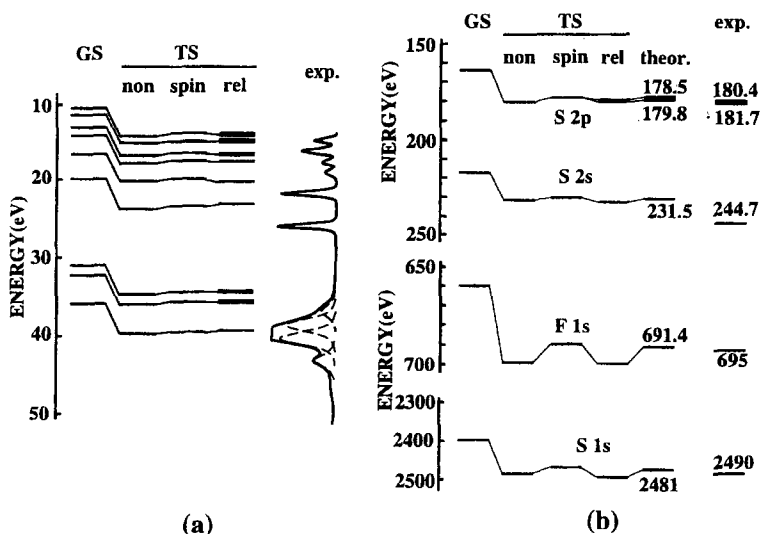 GS TS
non spin rel exp.
ENERGY(eV)
10
20
30
40
50
(a)
GS TS exp.
non spin rel theor.
ENERGY(eV)
150
200
250
178.5 180.4
S 2p 179.8 181.7
S 2s
231.5 244.7
ENERGY(eV)
650
700
F 1s
691.4
695
ENERGY(eV)
2300
2400
2500
S 1s
2490
2481
(b)